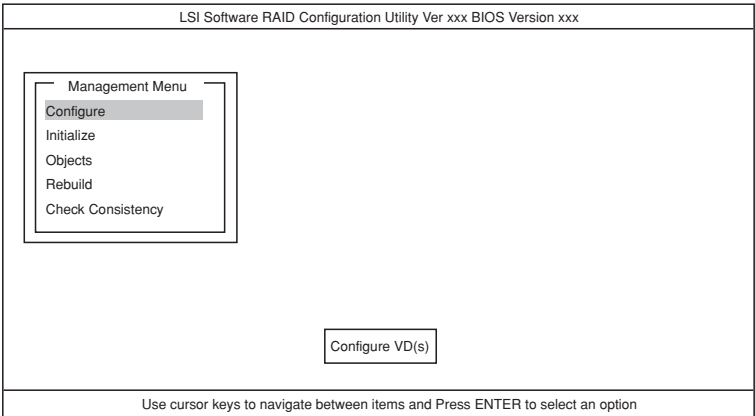 LSI Software RAID Configuration Utility Ver xxx BIOS Version xxx
Management Menu
Configure
Initialize
Objects
Rebuild
Check Consistency
Configure VD(s)
Use cursor keys to navigate between items and Press ENTER to select an option